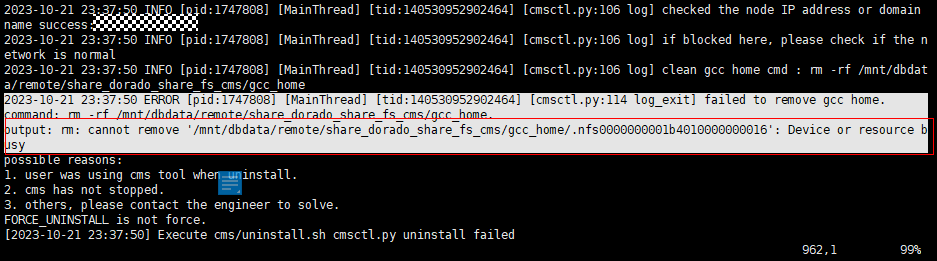 2023-10-21 23:37:50 INFO [pid:1747808] [MainThread] [tid:140530952902464] [cmsctl.py:106 log] checked the node IP address or domain
name success:
2023-10-21 23:37:50 INFO [pid:1747808] [MainThread] [tid:140530952902464] [cmsctl.py:106 log] if blocked here, please check if the n
etwork is normal
2023-10-21 23:37:50 INFO [pid:1747808] [MainThread] [tid:140530952902464] [cmsctl.py:106 log] clean gcc home cmd : rm -rf /mnt/dbdat
a/remote/share_dorado_share_fs_cms/gcc_home
2023-10-21 23:37:50 ERROR [pid:1747808] [MainThread] [tid:140530952902464] [cmsctl.py:114 log_exit] failed to remove gcc home.
command: rm -rf /mnt/dbdata/remote/share_dorado_share_fs_cms/gcc_home.
output: rm: cannot remove '/mnt/dbdata/remote/share_dorado_share_fs_cms/gcc_home/.nfs0000000001b4010000000016': Device or resource b
usy
possible reasons:
1. user was using cms tool when uninstall.
2. cms has not stopped.
3. others, please contact the engineer to solve.
FORCE_UNINSTALL is not force.
[2023-10-21 23:37:50] Execute cms/uninstall.sh cmsctl.py uninstall failed
962,1 99%